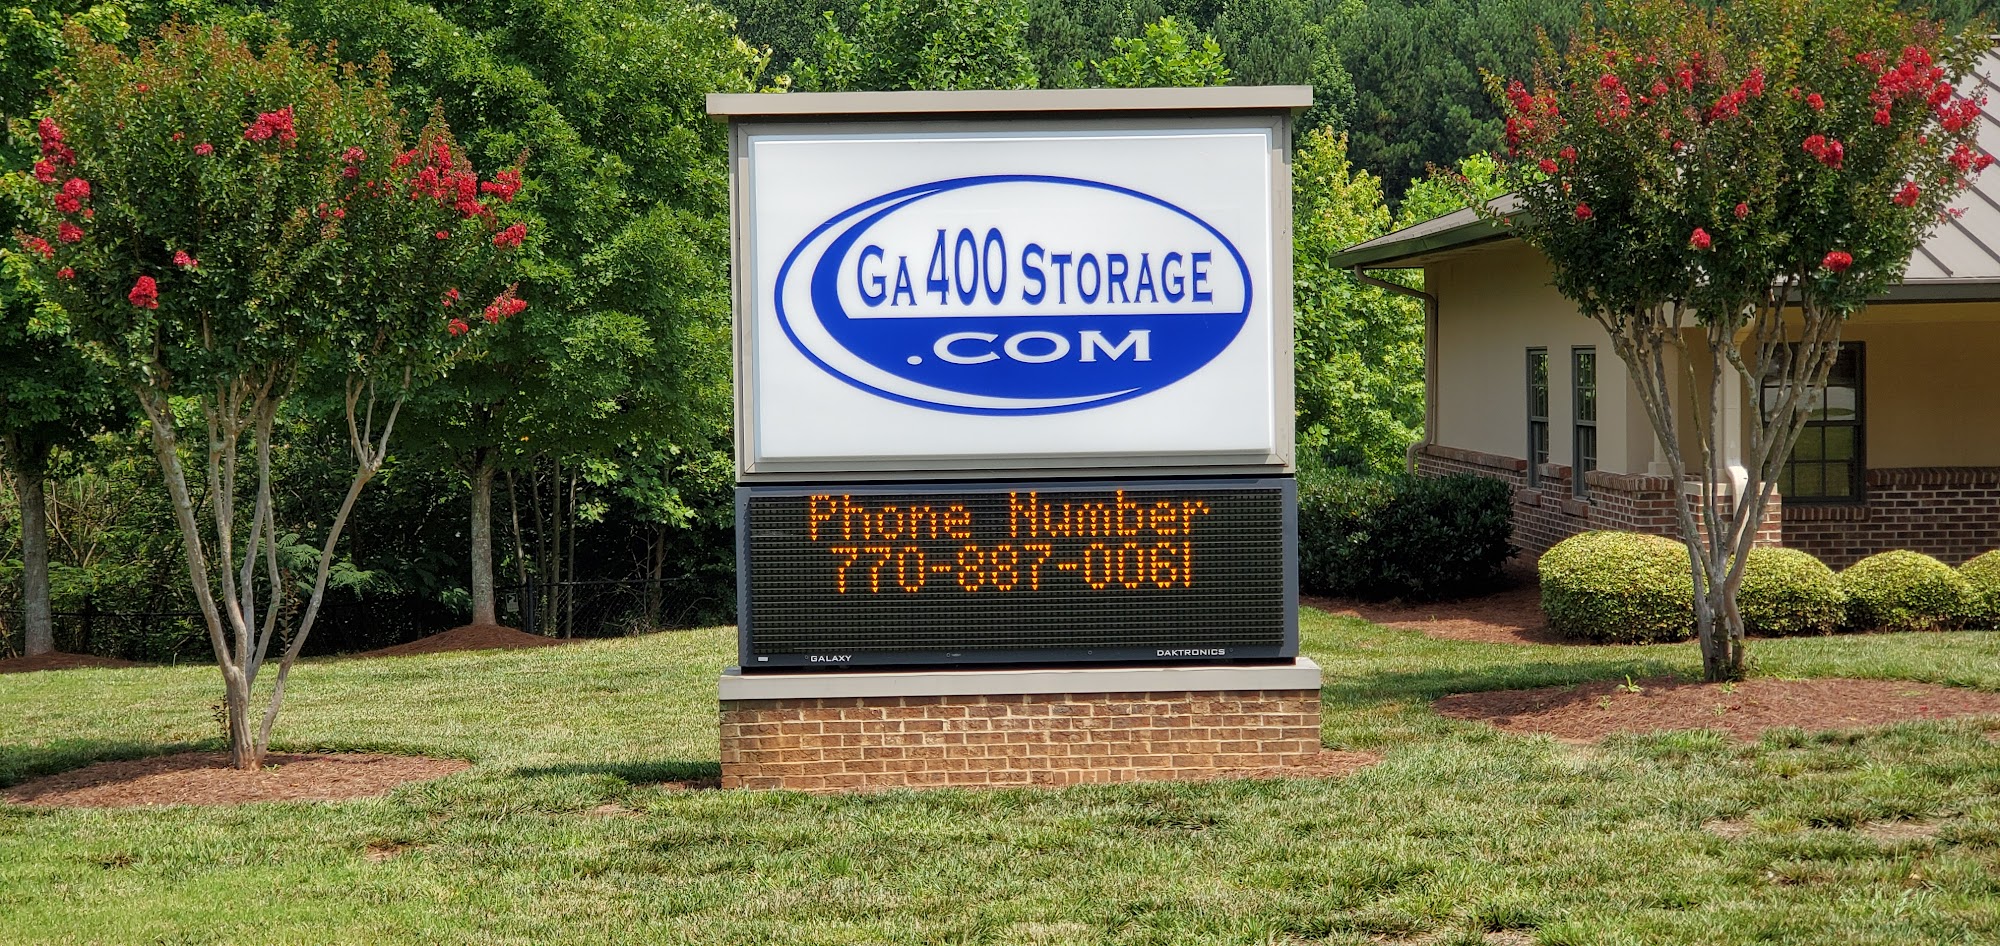 Ga 400 Storage
.com
Phone Number
770-887-0061
GALAXY DAKTRONICS